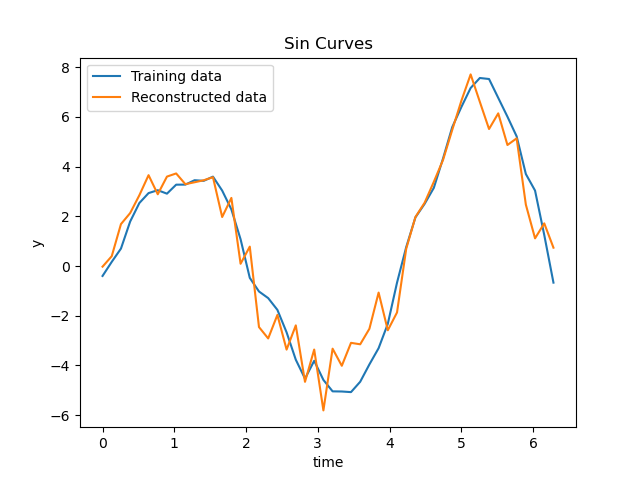 Sin Curves
Training data
Reconstructed data
y
8
6
4
2
0
−2
−4
−6
0 1 2 3 4 5 6
time